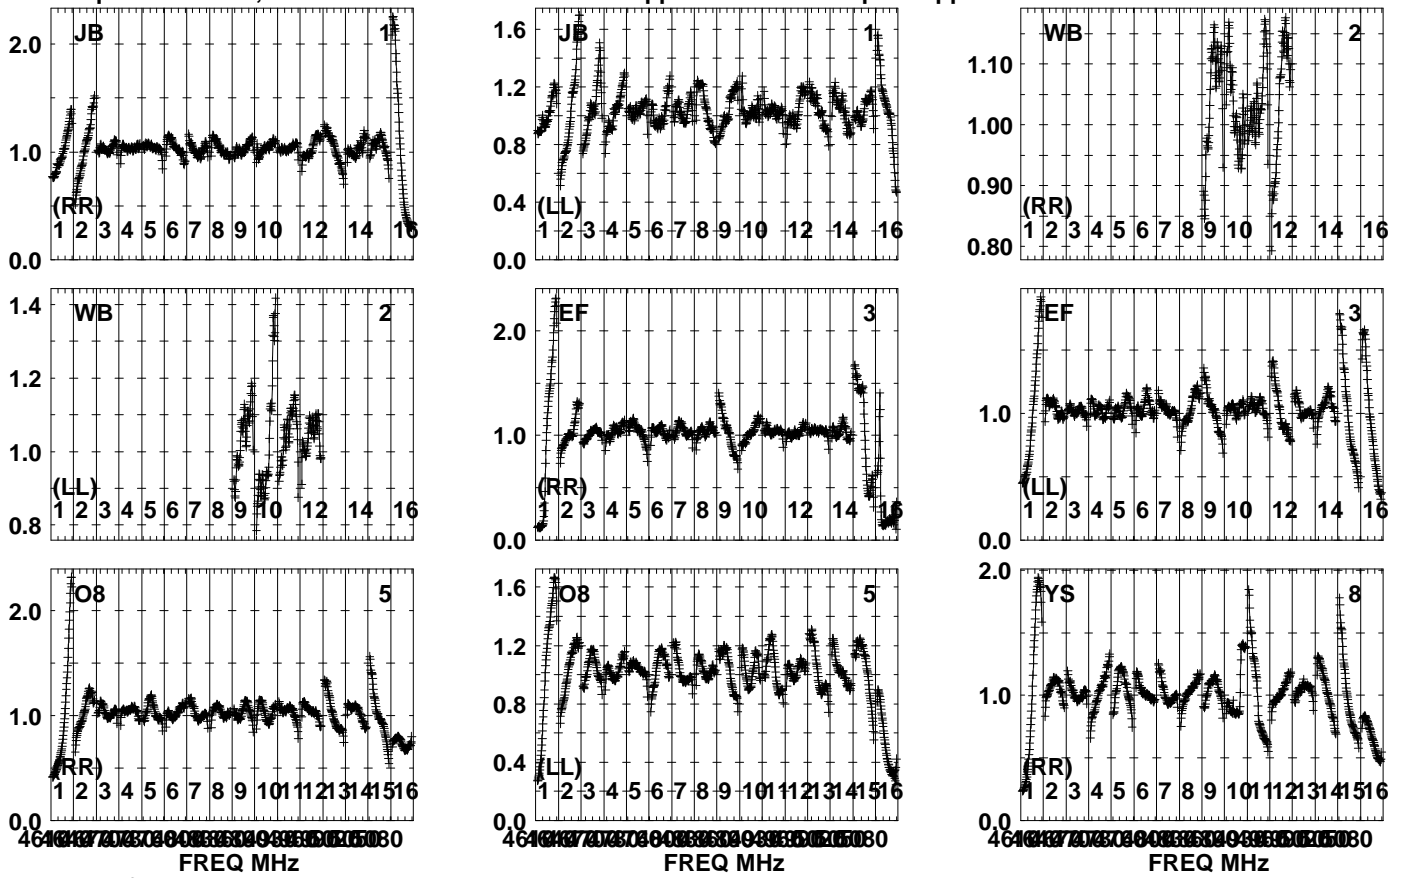 JB 1
2.0
1.0
0.0
(RR)
1 2 3 4 5 6 7 8 9 10 12 14 16
JB 1
1.6
1.2
0.8
0.4
0.0
(LL)
1 2 3 4 5 6 7 8 9 10 12 14 16
WB 2
1.10
1.00
0.90
0.80
(RR)
1 2 3 4 5 6 7 8 9 10 12 14 16
WB 2
1.4
1.2
1.0
0.8
(LL)
1 2 3 4 5 6 7 8 9 10 12 14 16
EF 3
2.0
1.0
0.0
(RR)
1 2 3 4 5 6 7 8 9 10 12 14 16
EF 3
1.0
0.0
(LL)
1 2 3 4 5 6 7 8 9 10 12 14 16
O8 5
2.0
1.0
0.0
(RR)
1 2 3 4 5 6 7 8 9 10 11 12 13 14 15 16
FREQ MHz
O8 5
1.6
1.2
0.8
0.4
0.0
(LL)
1 2 3 4 5 6 7 8 9 10 11 12 13 14 15 16
FREQ MHz
YS 8
2.0
1.0
0.0
(RR)
1 2 3 4 5 6 7 8 9 10 11 12 13 14 15 16
FREQ MHz